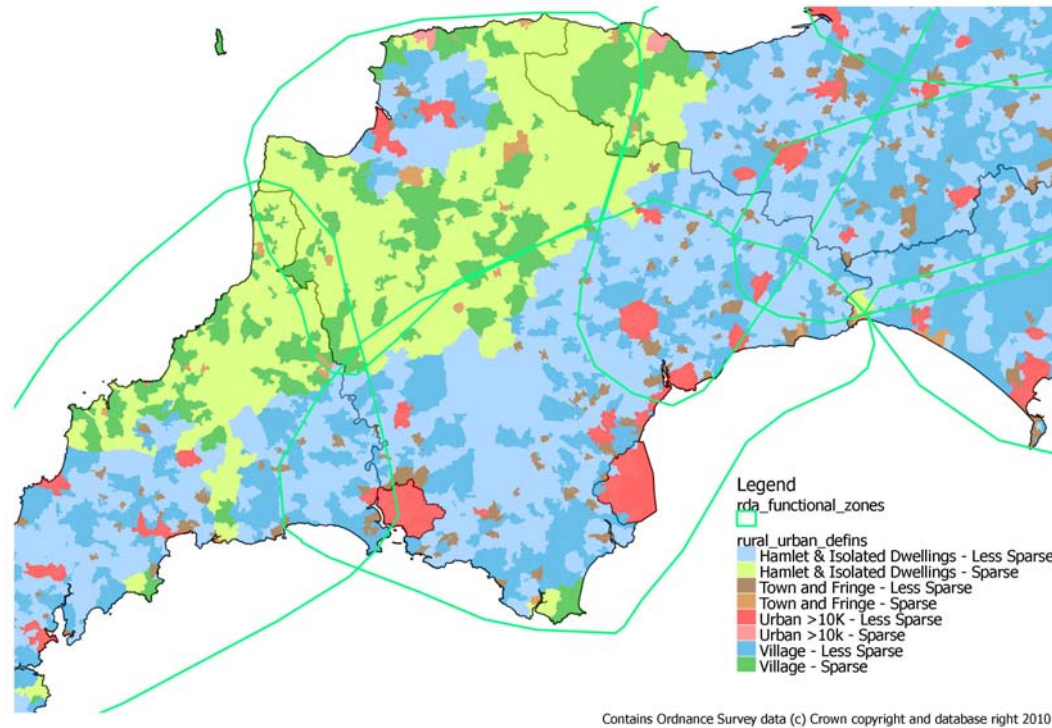 Legend
rda_functional_zones
rural_urban_defins
Hamlet & Isolated Dwellings - Less Sparse
Hamlet & Isolated Dwellings - Sparse
Town and Fringe - Less Sparse
Town and Fringe - Sparse
Urban >10K - Less Sparse
Urban >10k - Sparse
Village - Less Sparse
Village - Sparse
Contains Ordnance Survey data (c) Crown copyright and database right 2010